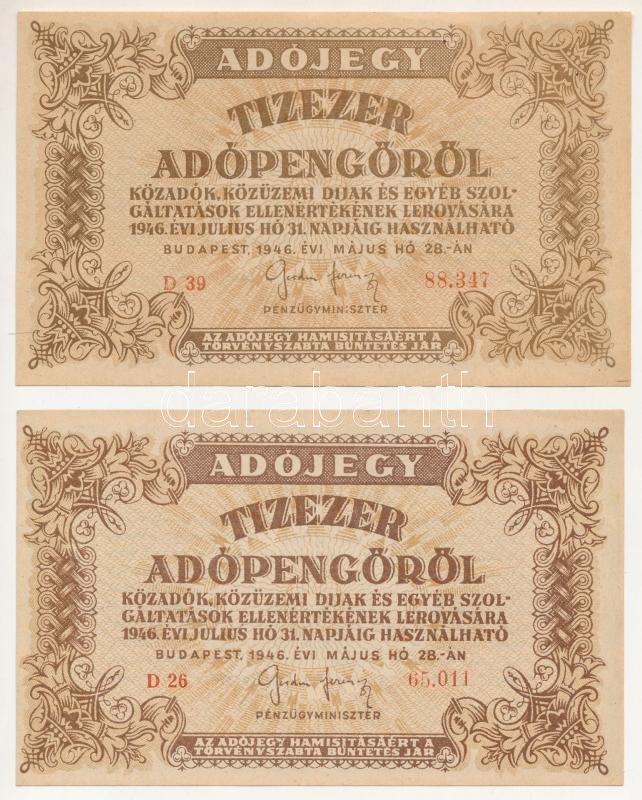 ADÓJEGY
TIZEZER
ADÓPENGŐRŐL
KÖZADÓK, KÖZÜZEMI DIJAK ÉS EGYÉB SZOL-
GÁLTATÁSOK ELLENÉRTÉKÉNEK LEROVÁSÁRA
1946. ÉVI JULIUS HÓ 31. NAPJÁIG HASZNÁLHATÓ
BUDAPEST, 1946. ÉVI MÁJUS HÓ 28.-ÁN
D 39 88.347
PÉNZÜGYMINISZTER
AZ ADÓJEGY HAMISITÁSÁÉRT A
TÖRVÉNYSZABTA BÜNTETÉS JÁR
darabanth
ADÓJEGY
TIZEZER
ADÓPENGŐRŐL
KÖZADÓK, KÖZÜZEMI DIJAK ÉS EGYÉB SZOL-
GÁLTATÁSOK ELLENÉRTÉKÉNEK LEROVÁSÁRA
1946. ÉVI JULIUS HÓ 31. NAPJÁIG HASZNÁLHATÓ
BUDAPEST, 1946. ÉVI MÁJUS HÓ 28.-ÁN
D 26 65.011
PÉNZÜGYMINISZTER
AZ ADÓJEGY HAMISITÁSÁÉRT A
TÖRVÉNYSZABTA BÜNTETÉS JÁR